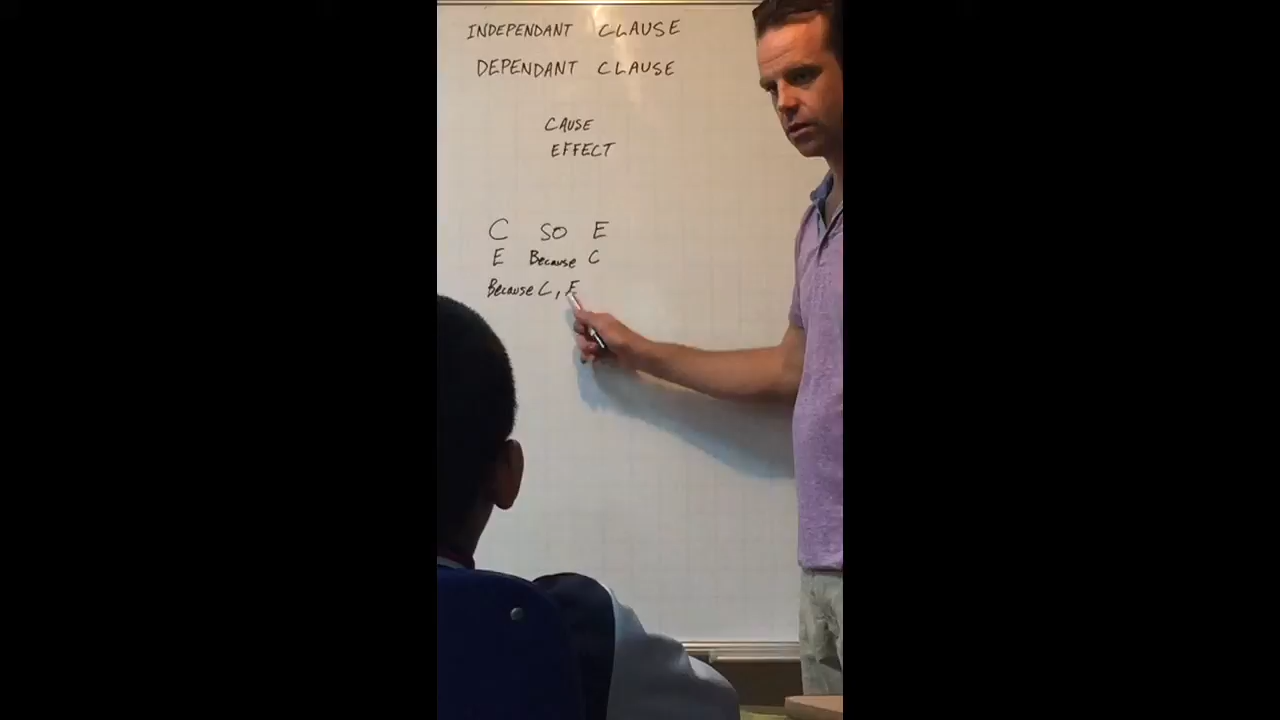 INDEPENDANT CLAUSE
DEPENDANT CLAUSE
CAUSE
EFFECT
C SO E
E Because C
Because C, E